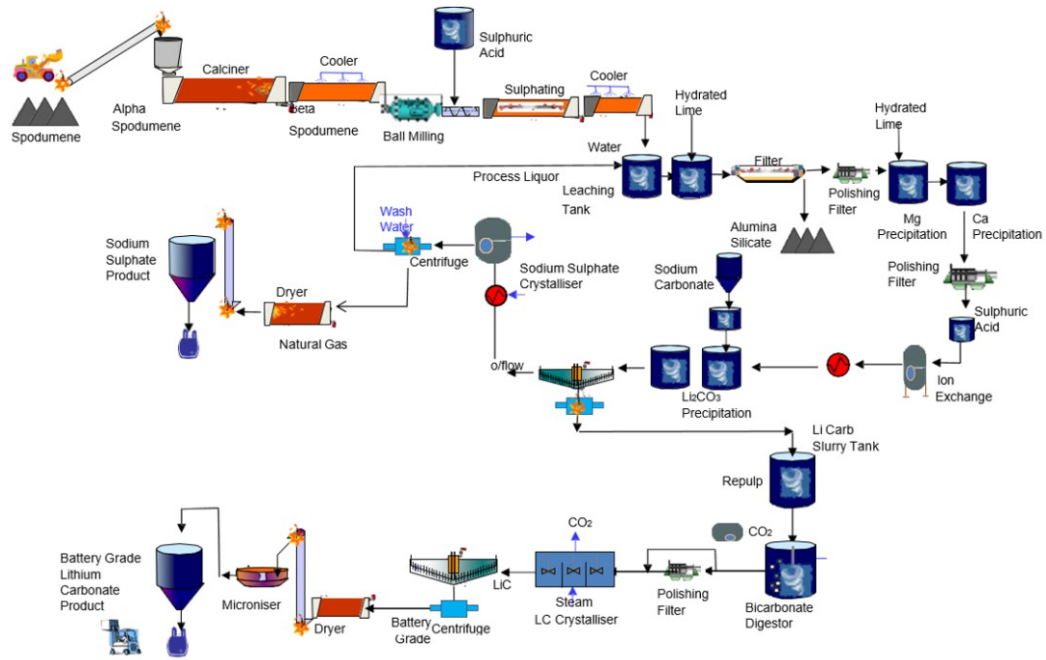 Sulphuric
Acid
Calciner
Cooler
Sulphating
Cooler
Spodumene
Alpha
Spodumene
Beta
Spodumene
Ball Milling
Hydrated
Lime
Hydrated
Lime
Water
Filter
Process Liquor
Leaching
Tank
Polishing
Filter
Mg
Precipitation
Ca
Precipitation
Alumina
Silicate
Wash
Water
Centrifuge
Sodium
Sulphate
Product
Sodium Sulphate
Crystalliser
Sodium
Carbonate
Polishing
Filter
Sulphuric
Acid
Dryer
Natural Gas
o/flow
Li₂CO₃
Precipitation
Ion
Exchange
Li Carb
Slurry Tank
Repulp
CO₂
CO₂
Battery Grade
Lithium
Carbonate
Product
Microniser
Dryer
Battery
Grade
Centrifuge
LiC
Steam
LC Crystalliser
Polishing
Filter
Bicarbonate
Digestor